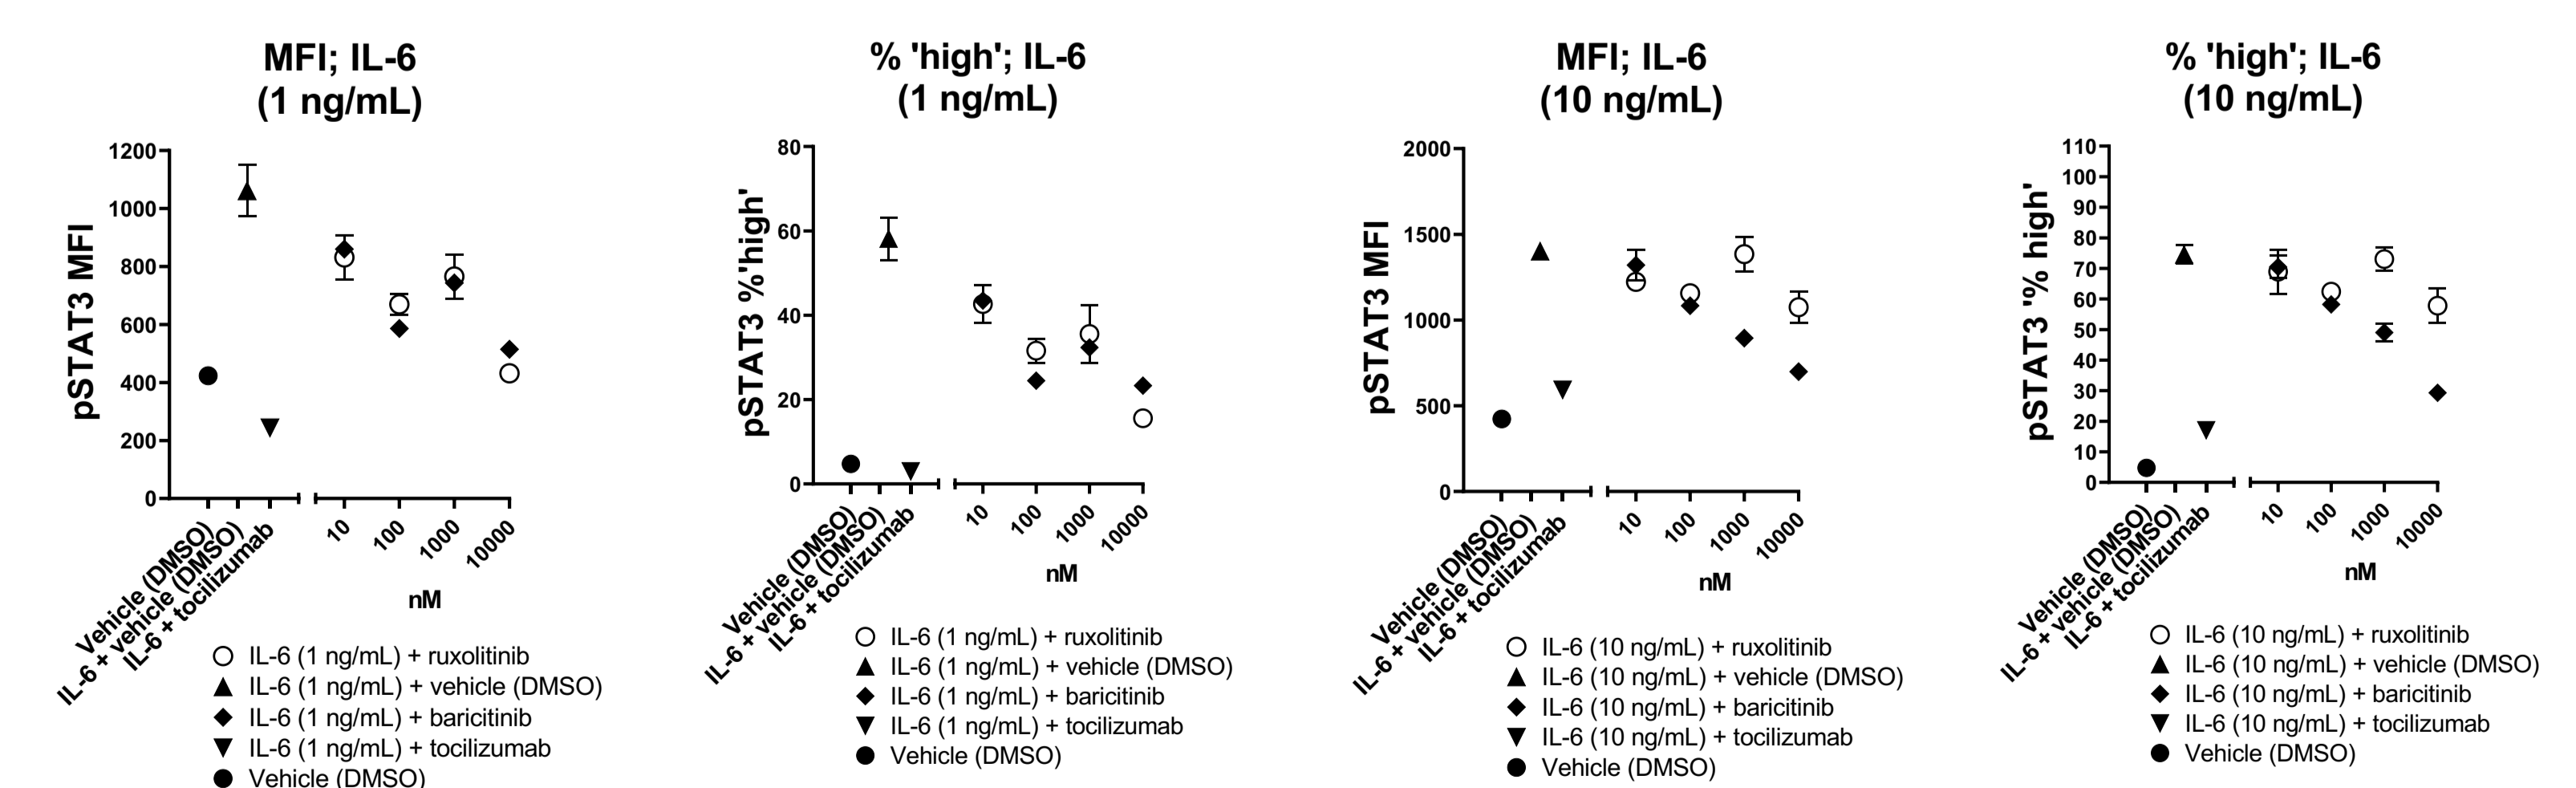 MFI; IL-6
(1 ng/mL)
pSTAT3 MFI
1200
1000
800
600
400
200
0
Vehicle (DMSO)
IL-6 + vehicle (DMSO)
IL-6 + tocilizumab
10
100
1000
10000
nM
IL-6 (1 ng/mL) + ruxolitinib
IL-6 (1 ng/mL) + vehicle (DMSO)
IL-6 (1 ng/mL) + baricitinib
IL-6 (1 ng/mL) + tocilizumab
Vehicle (DMSO)
% 'high'; IL-6
(1 ng/mL)
pSTAT3 %'high'
80
60
40
20
0
Vehicle (DMSO)
IL-6 + vehicle (DMSO)
IL-6 + tocilizumab
10
100
1000
10000
nM
IL-6 (1 ng/mL) + ruxolitinib
IL-6 (1 ng/mL) + vehicle (DMSO)
IL-6 (1 ng/mL) + baricitinib
IL-6 (1 ng/mL) + tocilizumab
Vehicle (DMSO)
MFI; IL-6
(10 ng/mL)
pSTAT3 MFI
2000
1500
1000
500
0
Vehicle (DMSO)
IL-6 + vehicle (DMSO)
IL-6 + tocilizumab
10
100
1000
10000
nM
IL-6 (10 ng/mL) + ruxolitinib
IL-6 (10 ng/mL) + vehicle (DMSO)
IL-6 (10 ng/mL) + baricitinib
IL-6 (10 ng/mL) + tocilizumab
Vehicle (DMSO)
% 'high'; IL-6
(10 ng/mL)
pSTAT3 '% high'
110
100
90
80
70
60
50
40
30
20
10
0
Vehicle (DMSO)
IL-6 + vehicle (DMSO)
IL-6 + tocilizumab
10
100
1000
10000
nM
IL-6 (10 ng/mL) + ruxolitinib
IL-6 (10 ng/mL) + vehicle (DMSO)
IL-6 (10 ng/mL) + baricitinib
IL-6 (10 ng/mL) + tocilizumab
Vehicle (DMSO)